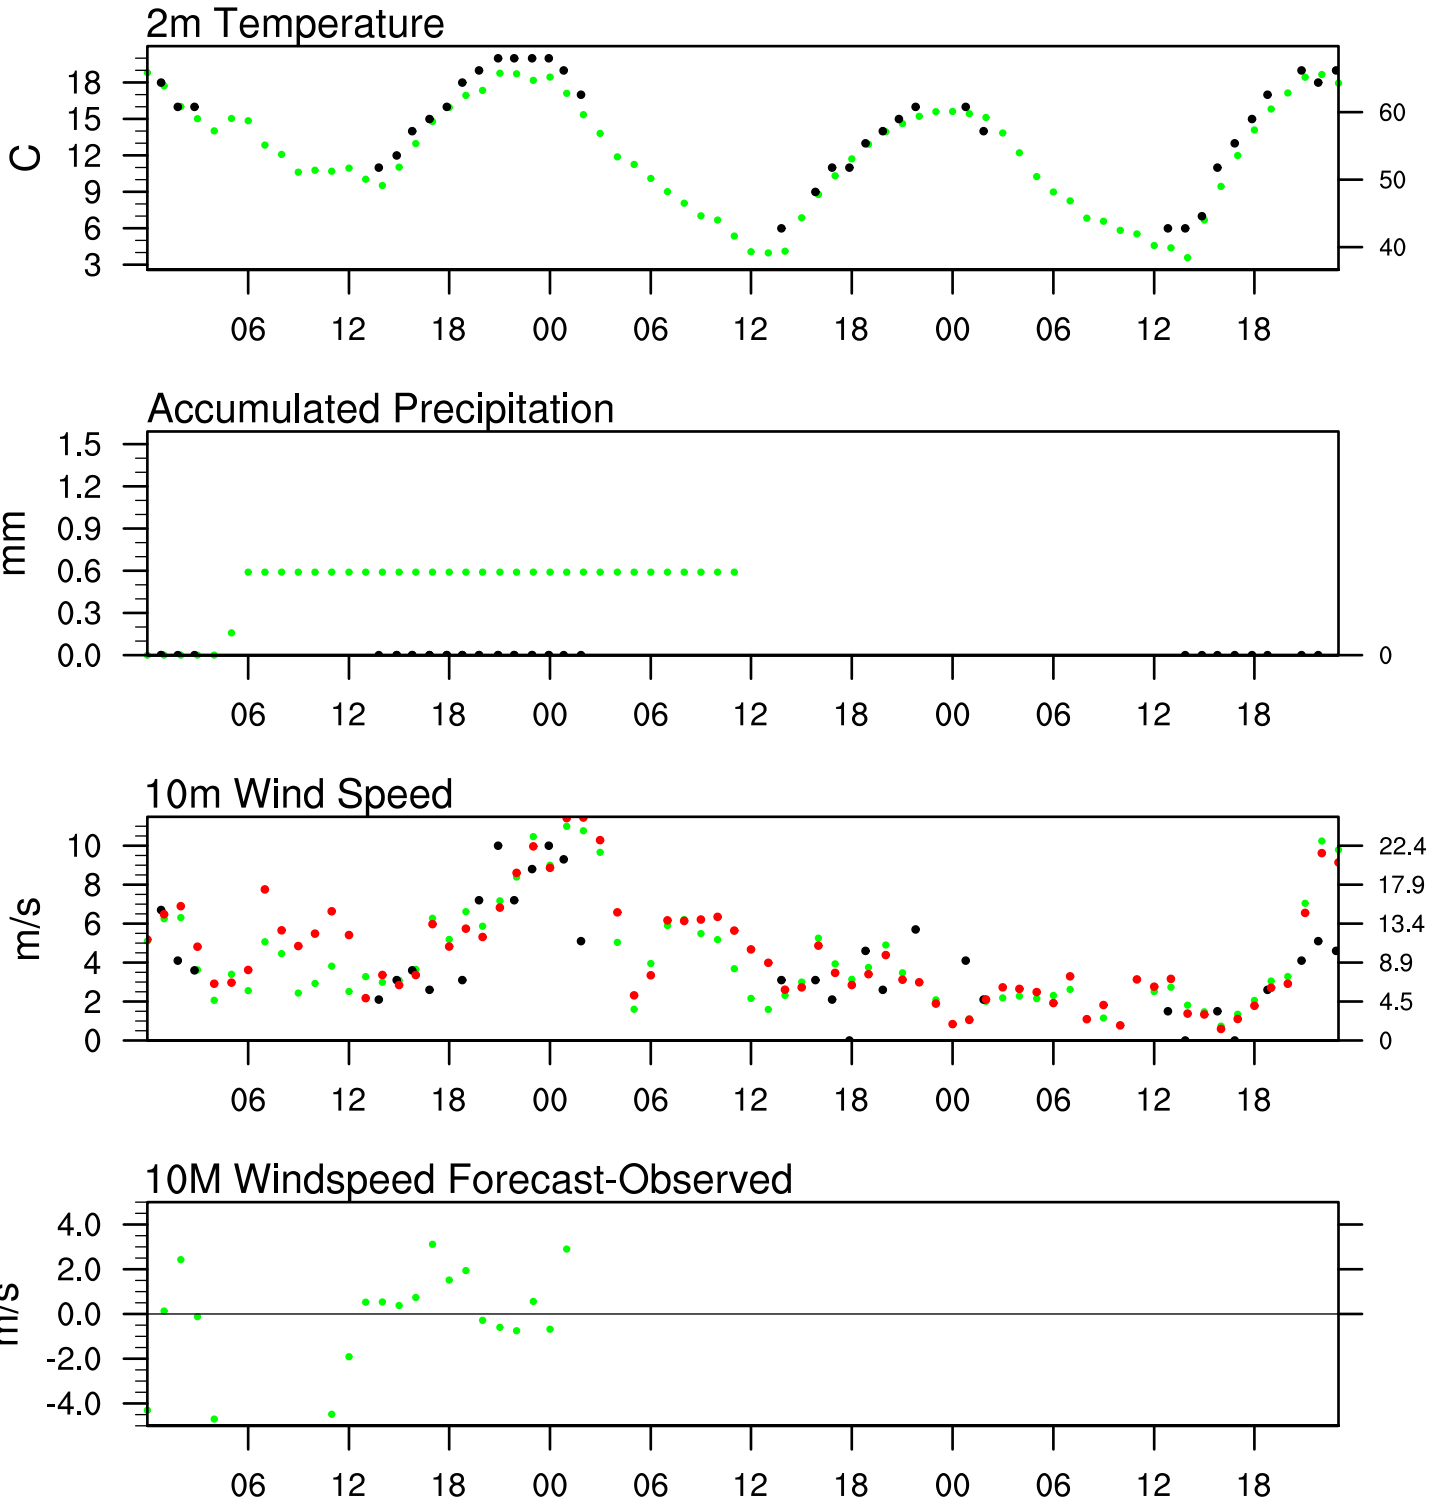 2m Temperature
18
15
12
9
6
3
C
60
50
40
06 12 18 00 06 12 18 00 06 12 18
Accumulated Precipitation
1.5
1.2
0.9
0.6
0.3
0.0
mm
0
06 12 18 00 06 12 18 00 06 12 18
10m Wind Speed
10
8
6
4
2
0
m/s
22.4
17.9
13.4
8.9
4.5
0
06 12 18 00 06 12 18 00 06 12 18
10M Windspeed Forecast-Observed
4.0
2.0
0.0
-2.0
-4.0
m/s
06 12 18 00 06 12 18 00 06 12 18